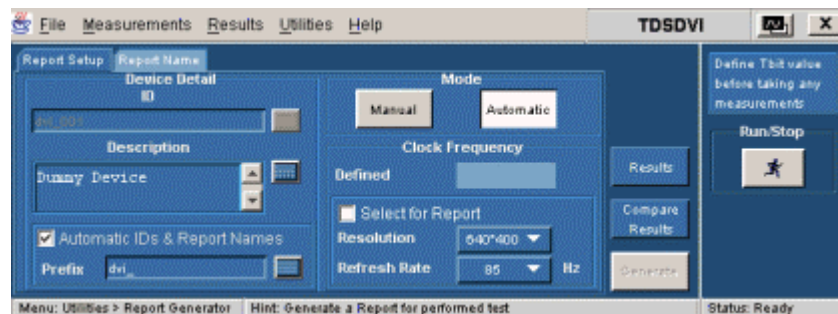 File Measurements Results Utilities Help TDSDVI X
Report Setup Report Name
Device Detail
ID
dvi_001
Description
Dummy Device
Automatic IDs & Report Names
Prefix dvi_
Mode
Manual Automatic
Clock Frequency
Defined
Select for Report
Resolution 640*400
Refresh Rate 85 Hz
Results
Compare
Results
Generate
Define Tbit value
before taking any
measurements
Run/Stop
Menu: Utilities > Report Generator Hint: Generate a Report for performed test Status: Ready